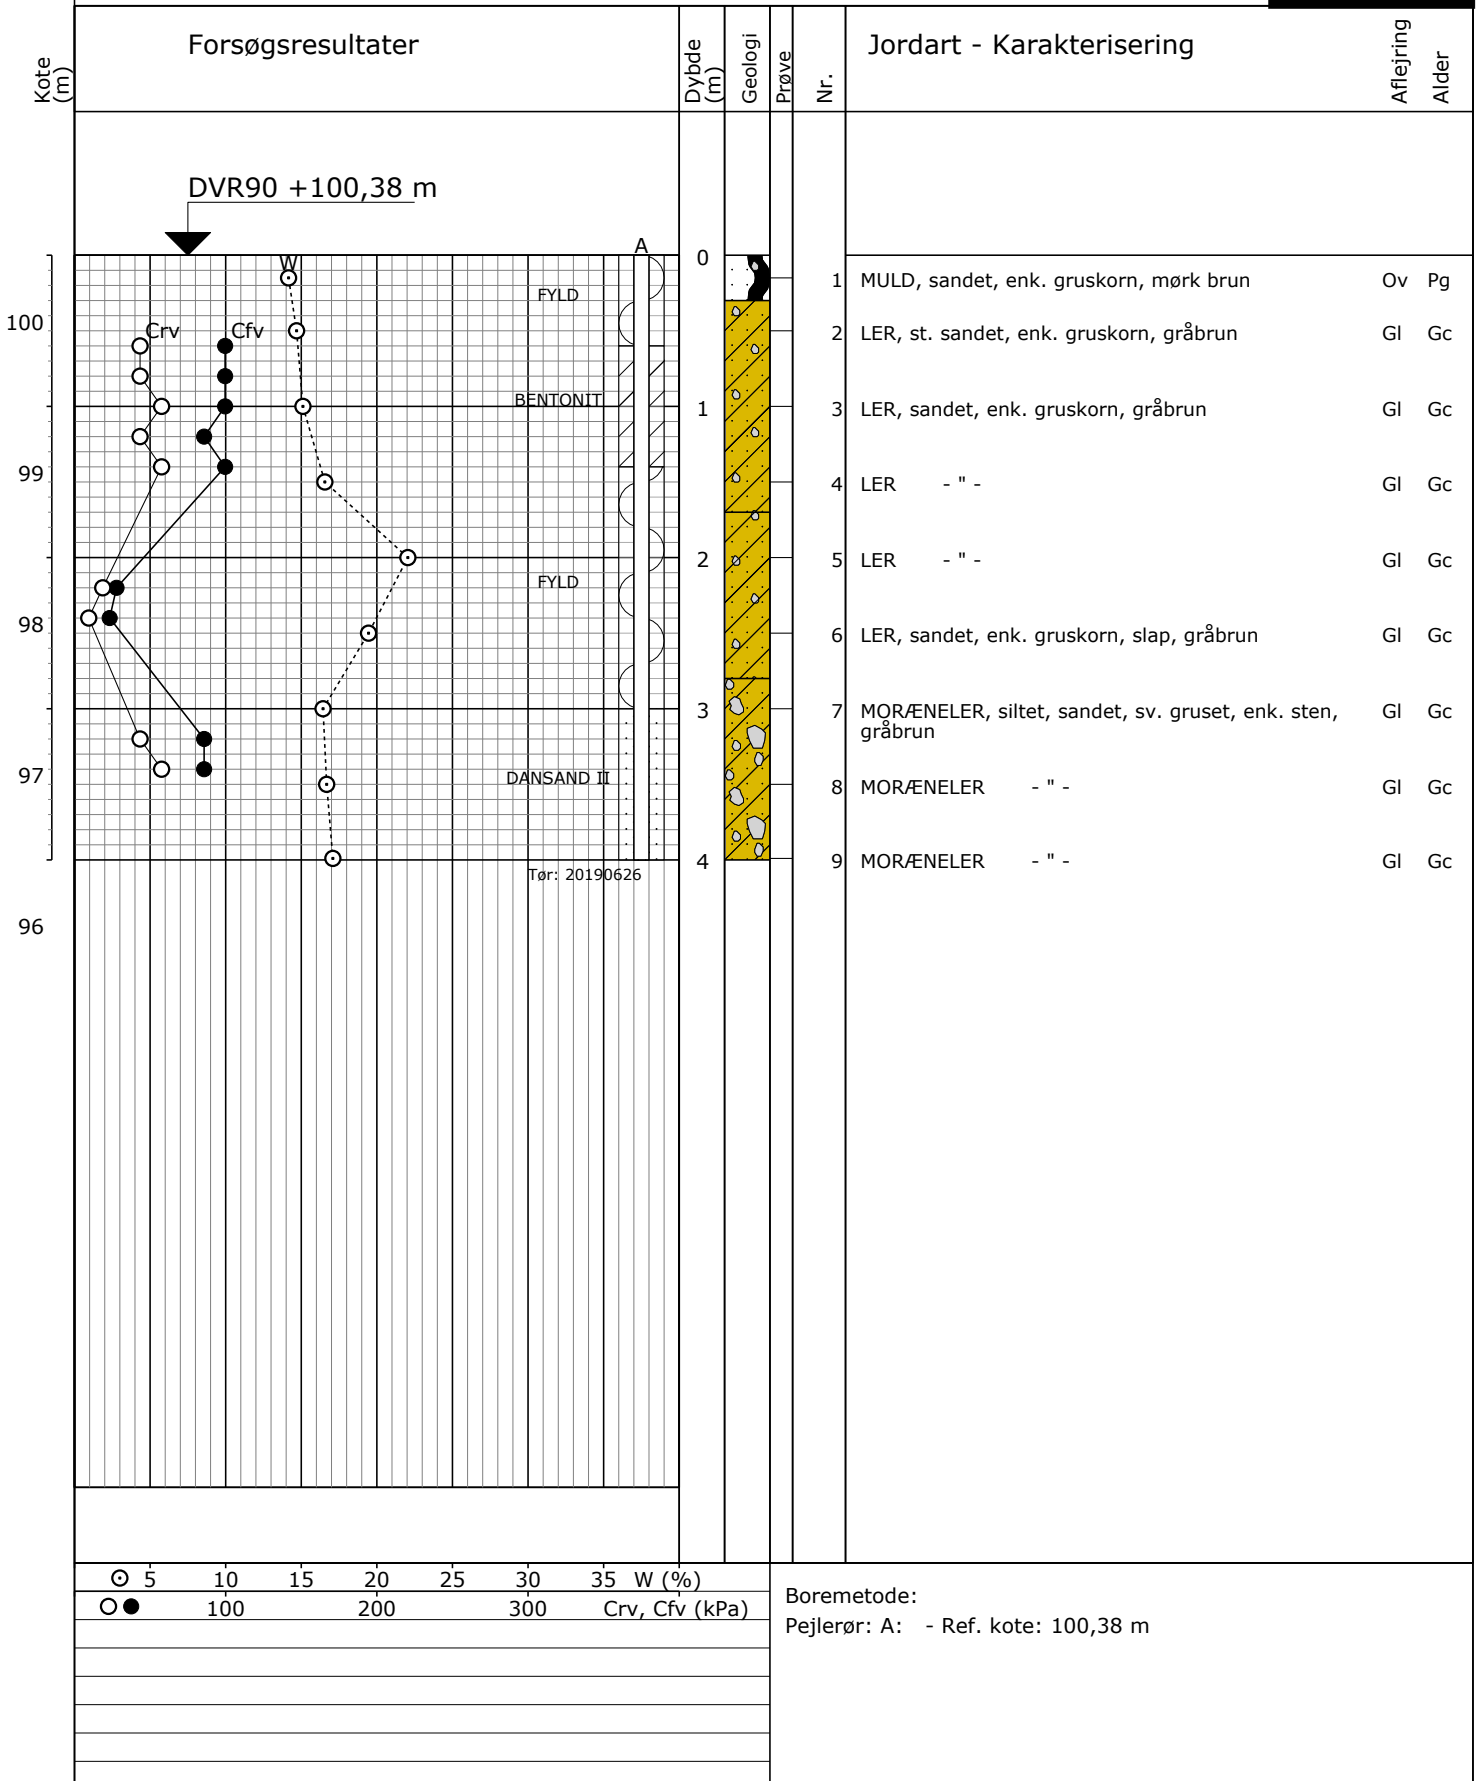 Forsøgsresultater
Kote (m)
Dybde (m)
Geologi
Prøve
Nr.
Jordart - Karakterisering
Aflejring
Alder
DVR90 +100,38 m
A
W
0
FYLD
1 MULD, sandet, enk. gruskorn, mørk brun Ov Pg
100
Crv Cfv
2 LER, st. sandet, enk. gruskorn, gråbrun Gl Gc
BENTONIT
1
3 LER, sandet, enk. gruskorn, gråbrun Gl Gc
99
4 LER - " - Gl Gc
2
5 LER - " - Gl Gc
FYLD
98
6 LER, sandet, enk. gruskorn, slap, gråbrun Gl Gc
3
7 MORÆNELER, siltet, sandet, sv. gruset, enk. sten, Gl Gc
gråbrun
97
DANSAND II
8 MORÆNELER - " - Gl Gc
4
9 MORÆNELER - " - Gl Gc
Tør: 20190626
96
5 10 15 20 25 30 35 W (%)
100 200 300 Crv, Cfv (kPa)
Boremetode:
Pejlerør: A: - Ref. kote: 100,38 m